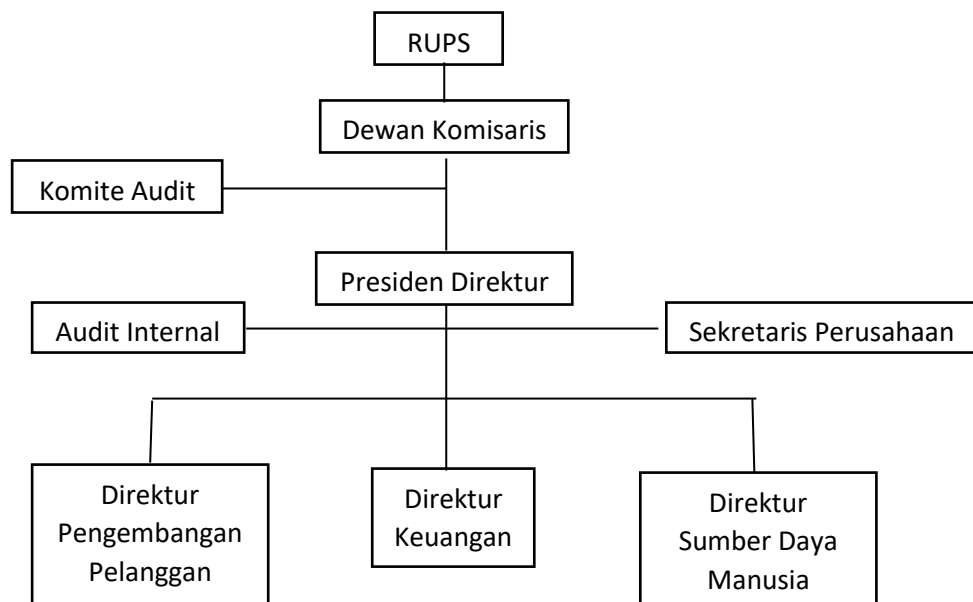 RUPS
Dewan Komisaris
Komite Audit
Presiden Direktur
Audit Internal
Sekretaris Perusahaan
Direktur
Pengembangan
Pelanggan
Direktur
Keuangan
Direktur
Sumber Daya
Manusia